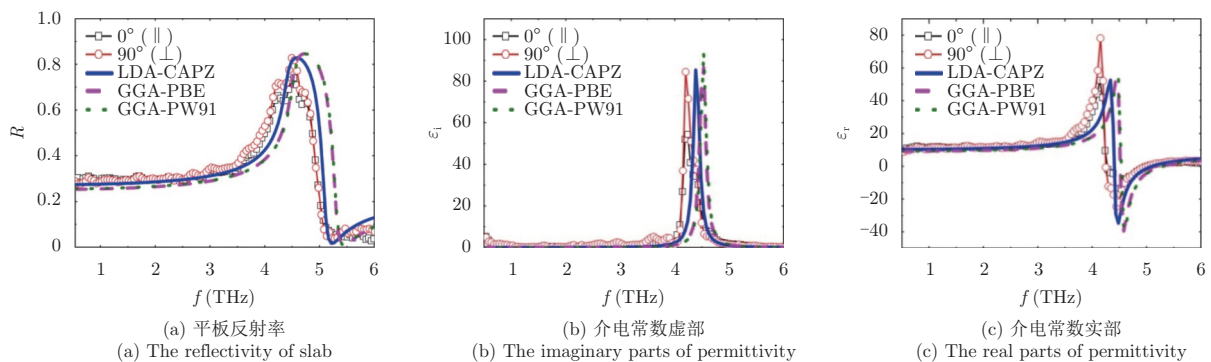 R
1.0
0.8
0.6
0.4
0.2
0
0° (∥)
90° (⊥)
LDA-CAPZ
GGA-PBE
GGA-PW91
1 2 3 4 5 6
f (THz)
(a) 平板反射率
(a) The reflectivity of slab
εi
100
80
60
40
20
0
0° (∥)
90° (⊥)
LDA-CAPZ
GGA-PBE
GGA-PW91
1 2 3 4 5 6
f (THz)
(b) 介电常数虚部
(b) The imaginary parts of permittivity
εr
80
60
40
20
0
−20
−40
0° (∥)
90° (⊥)
LDA-CAPZ
GGA-PBE
GGA-PW91
1 2 3 4 5 6
f (THz)
(c) 介电常数实部
(c) The real parts of permittivity